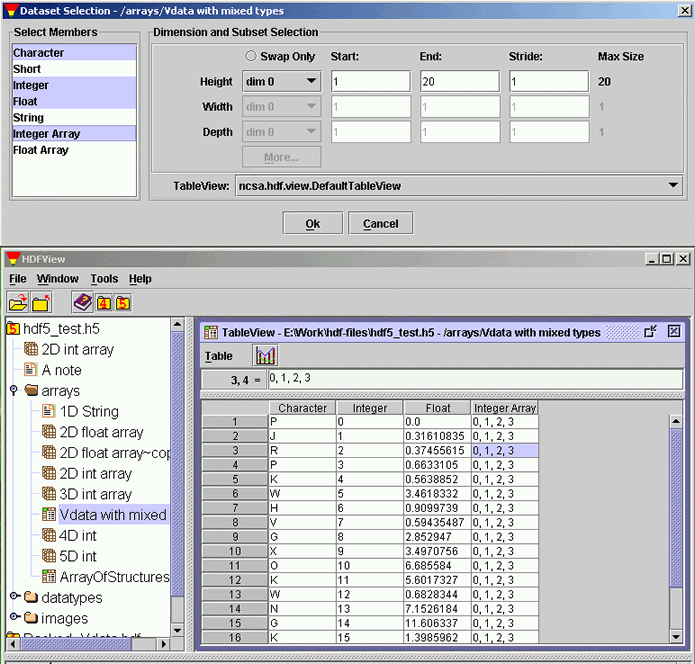 Dataset Selection - /arrays/Vdata with mixed types
Select Members
Character
Short
Integer
Float
String
Integer Array
Float Array
Dimension and Subset Selection
Swap Only Start: End: Stride: Max Size
Height dim 0 1 20 1 20
Width dim 0 1 1 1 1
Depth dim 0 1 1 1 1
More...
TableView: ncsa.hdf.view.DefaultTableView
Ok Cancel
HDFView
File Window Tools Help
4 5
5 hdf5_test.h5
2D int array
A note
arrays
1D String
2D float array
2D float array~cop
2D int array
3D int array
Vdata with mixed
4D int
5D int
ArrayOfStructures
datatypes
images
TableView - E:\Work\hdf-files\hdf5_test.h5 - /arrays/Vdata with mixed types
Table
3, 4 = 0, 1, 2, 3
Character Integer Float Integer Array
1 P 0 0.0 0, 1, 2, 3
2 J 1 0.31610835 0, 1, 2, 3
3 R 2 0.37455615 0, 1, 2, 3
4 P 3 0.6633105 0, 1, 2, 3
5 K 4 0.5638852 0, 1, 2, 3
6 W 5 3.4618332 0, 1, 2, 3
7 H 6 0.9099739 0, 1, 2, 3
8 V 7 0.59435487 0, 1, 2, 3
9 G 8 2.852947 0, 1, 2, 3
10 X 9 3.4970756 0, 1, 2, 3
11 O 10 6.685584 0, 1, 2, 3
12 K 11 5.6017327 0, 1, 2, 3
13 W 12 0.6828344 0, 1, 2, 3
14 N 13 7.1526184 0, 1, 2, 3
15 G 14 11.606337 0, 1, 2, 3
16 K 15 1.3985962 0, 1, 2, 3